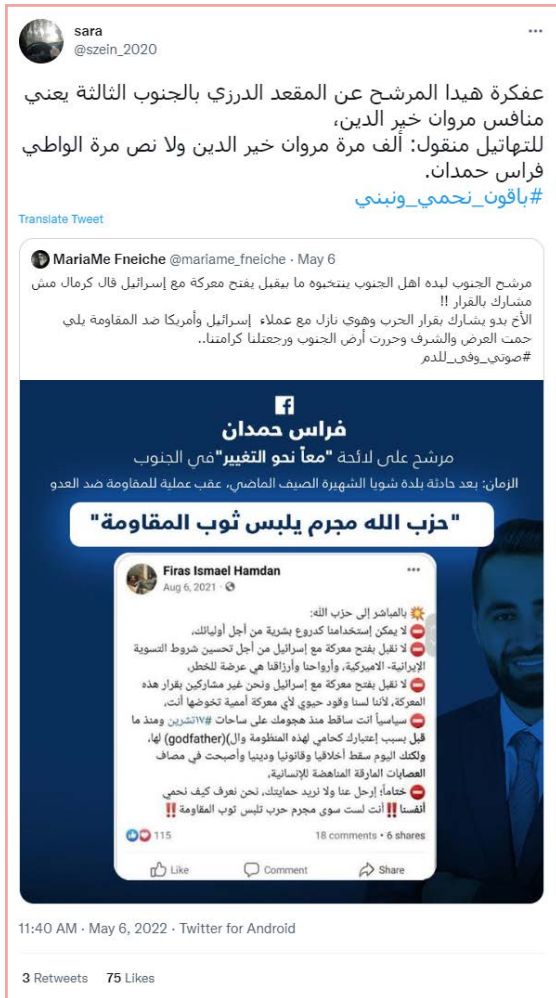 sara
@szein_2020
عفكرة هيدا المرشح عن المقعد الدرزي بالجنوب الثالثة يعني
منافس مروان خير الدين،
للتهاتيل منقول: ألف مرة مروان خير الدين ولا نص مرة الواطي
فراس حمدان.
#باقون_نحمي_ونبني
Translate Tweet
MariaMe Fneiche @mariame_fneiche · May 6
مرشح الجنوب لبده اهل الجنوب ينتخبوه ما بيقبل يفتح معركة مع إسرائيل قال كرمال مش
مشارك بالقرار !!
الأخ بدو يشارك بقرار الحرب وهوي نازل مع عملاء إسرائيل وأمريكا ضد المقاومة يلي
حمت العرض والشرف وحررت أرض الجنوب ورجعتلنا كرامتنا..
#صوتي_وفى_للدم
فراس حمدان
مرشح على لائحة "معاً نحو التغيير" في الجنوب
الزمان: بعد حادثة بلدة شويا الشهيرة الصيف الماضي، عقب عملية للمقاومة ضد العدو
"حزب الله مجرم يلبس ثوب المقاومة"
Firas Ismael Hamdan
Aug 6, 2021
💥 بالمباشر إلى حزب الله:
⛔ لا يمكن إستخدامنا كدروع بشرية من أجل أوليائك،
⛔ لا نقبل بفتح معركة مع إسرائيل من أجل تحسين شروط التسوية
الإيرانية- الاميركية، وأرواحنا وأرزاقنا هي عرضة للخطر،
⛔ لا نقبل بفتح معركة مع إسرائيل ونحن غير مشاركين بقرار هذه
المعركة، لأننا لسنا وقود حيوي لأي معركة أممية تخوضها أنت،
⛔ سياسياً انت ساقط منذ هجومك على ساحات #١٧تشرين ومنذ ما
قبل بسبب إعتبارك كحامي لهذه المنظومة وال(godfather) لها،
ولكنك اليوم سقط أخلاقيا وقانونيا ودينيا وأصبحت في مصاف
العصابات المارقة المناهضة للإنسانية،
⛔ ختاماً؛ إرحل عنا ولا نريد حمايتك، نحن نعرف كيف نحمي
أنفسنا‼️ أنت لست سوى مجرم حرب تلبس ثوب المقاومة‼️
115
18 comments • 6 shares
Like Comment Share
11:40 AM · May 6, 2022 · Twitter for Android
3 Retweets 75 Likes